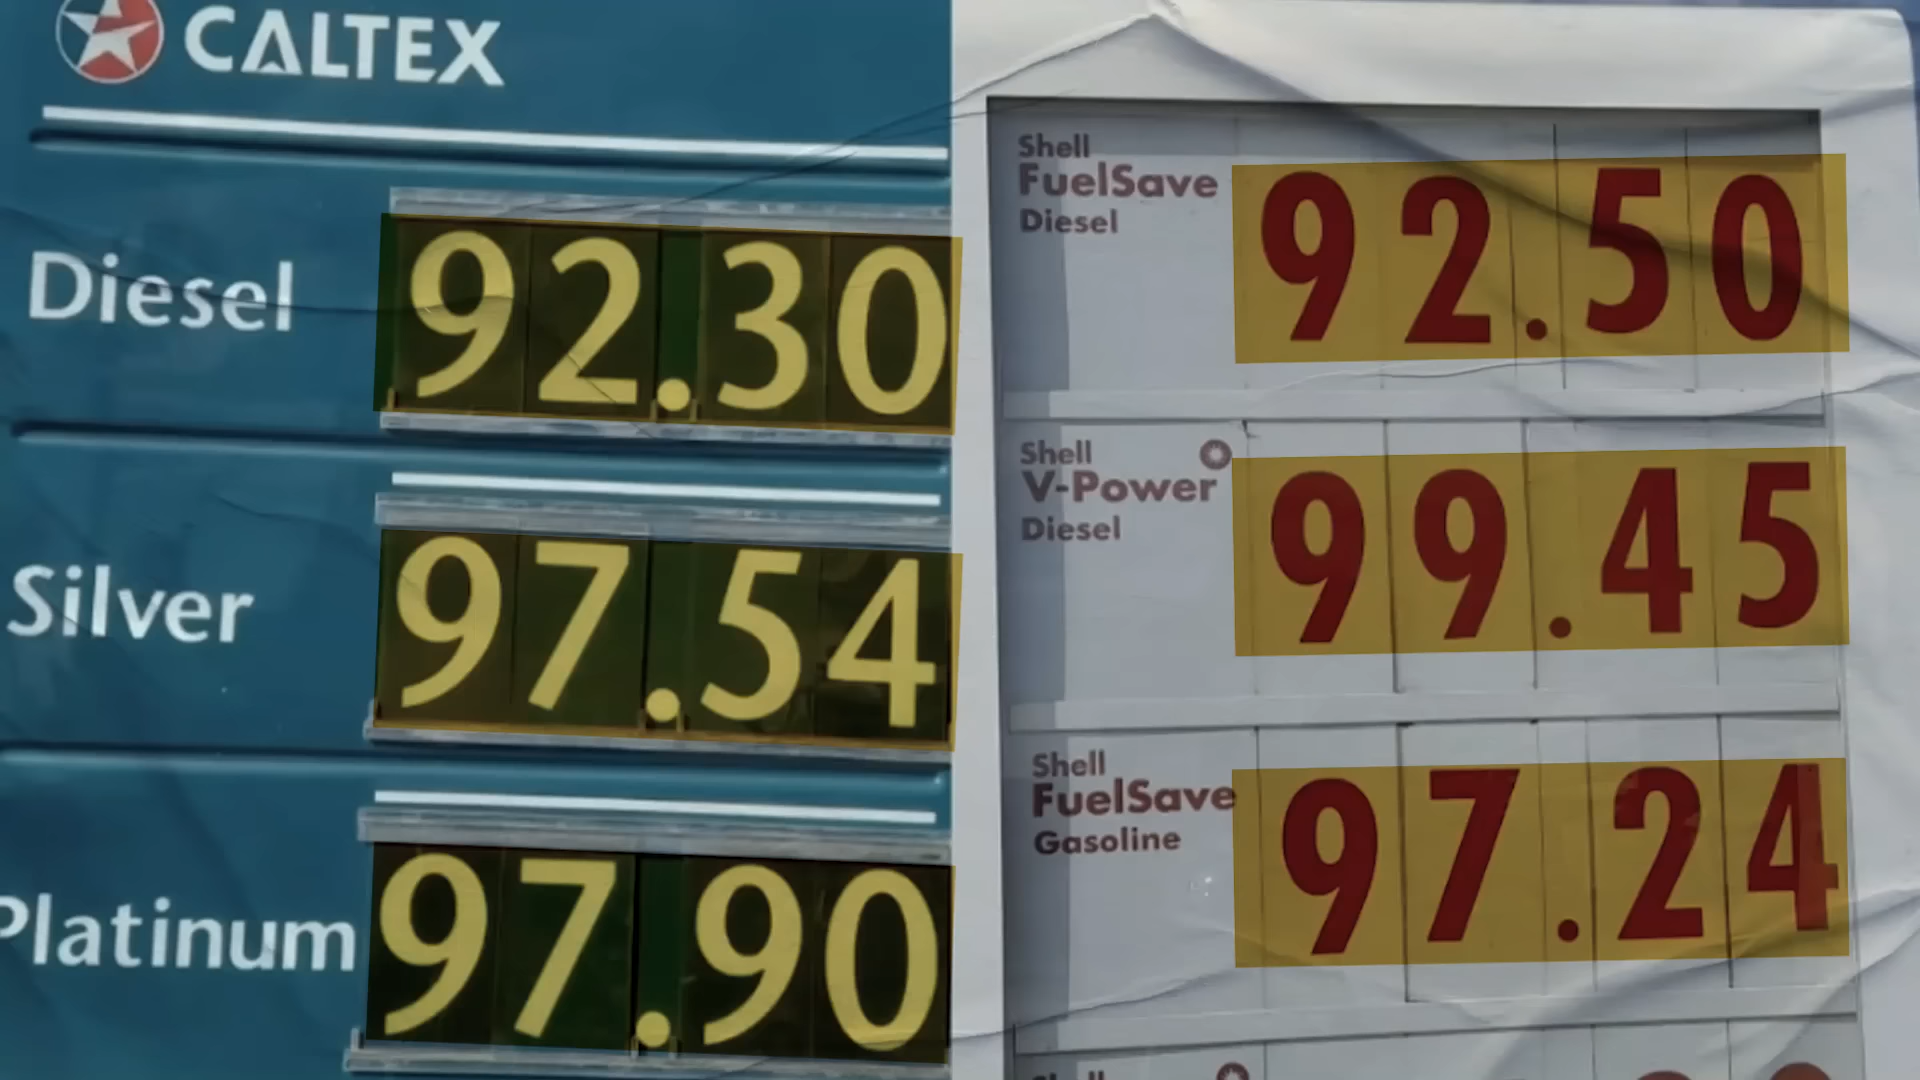 CALTEX
Diesel 92.30
Silver 97.54
Platinum 97.90
Shell
FuelSave
Diesel
92.50
Shell
V-Power
Diesel
99.45
Shell
FuelSave
Gasoline
97.24
Shell